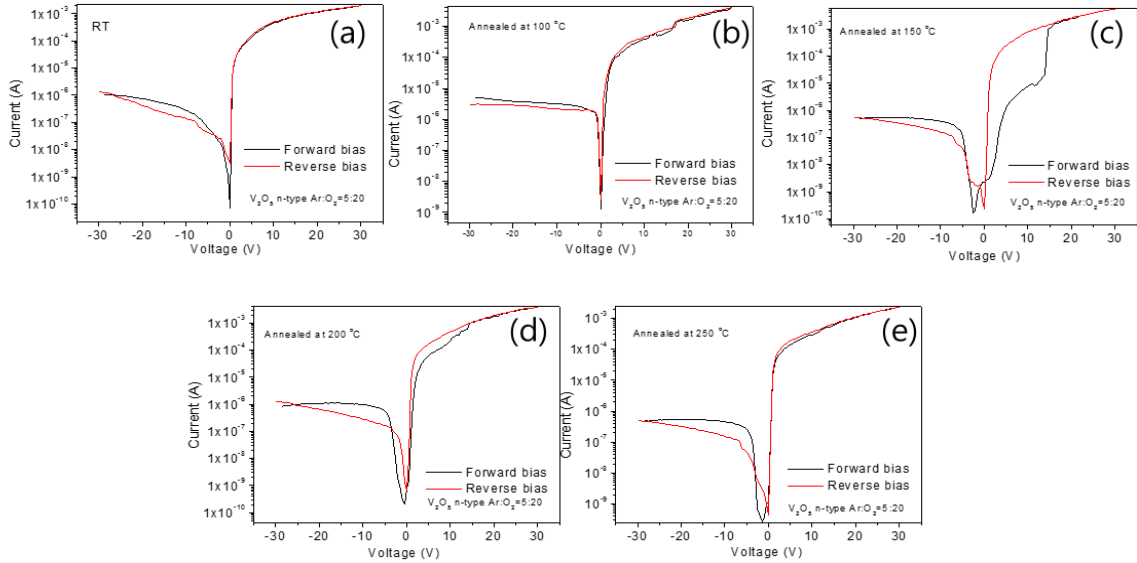 RT
(a)
Current (A)
1x10⁻³
1x10⁻⁴
1x10⁻⁵
1x10⁻⁶
1x10⁻⁷
1x10⁻⁸
1x10⁻⁹
1x10⁻¹⁰
Forward bias
Reverse bias
V₂O₅ n-type Ar:O₂=5:20
-30 -20 -10 0 10 20 30
Voltage (V)
Annealed at 100 °C
(b)
Current (A)
1x10⁻³
1x10⁻⁴
1x10⁻⁵
1x10⁻⁶
1x10⁻⁷
1x10⁻⁸
1x10⁻⁹
Forward bias
Reverse bias
V₂O₅ n-type Ar:O₂=5:20
-30 -20 -10 0 10 20 30
Voltage (V)
Annealed at 150 °C
(c)
Current (A)
1x10⁻³
1x10⁻⁴
1x10⁻⁵
1x10⁻⁶
1x10⁻⁷
1x10⁻⁸
1x10⁻⁹
1x10⁻¹⁰
Forward bias
Reverse bias
V₂O₅ n-type Ar:O₂=5:20
-30 -20 -10 0 10 20 30
Voltage (V)
Annealed at 200 °C
(d)
Current (A)
1x10⁻³
1x10⁻⁴
1x10⁻⁵
1x10⁻⁶
1x10⁻⁷
1x10⁻⁸
1x10⁻⁹
1x10⁻¹⁰
Forward bias
Reverse bias
V₂O₅ n-type Ar:O₂=5:20
-30 -20 -10 0 10 20 30
Voltage (V)
Annealed at 250 °C
(e)
Current (A)
1x10⁻³
1x10⁻⁴
1x10⁻⁵
1x10⁻⁶
1x10⁻⁷
1x10⁻⁸
1x10⁻⁹
Forward bias
Reverse bias
V₂O₅ n-type Ar:O₂=5:20
-30 -20 -10 0 10 20 30
Voltage (V)